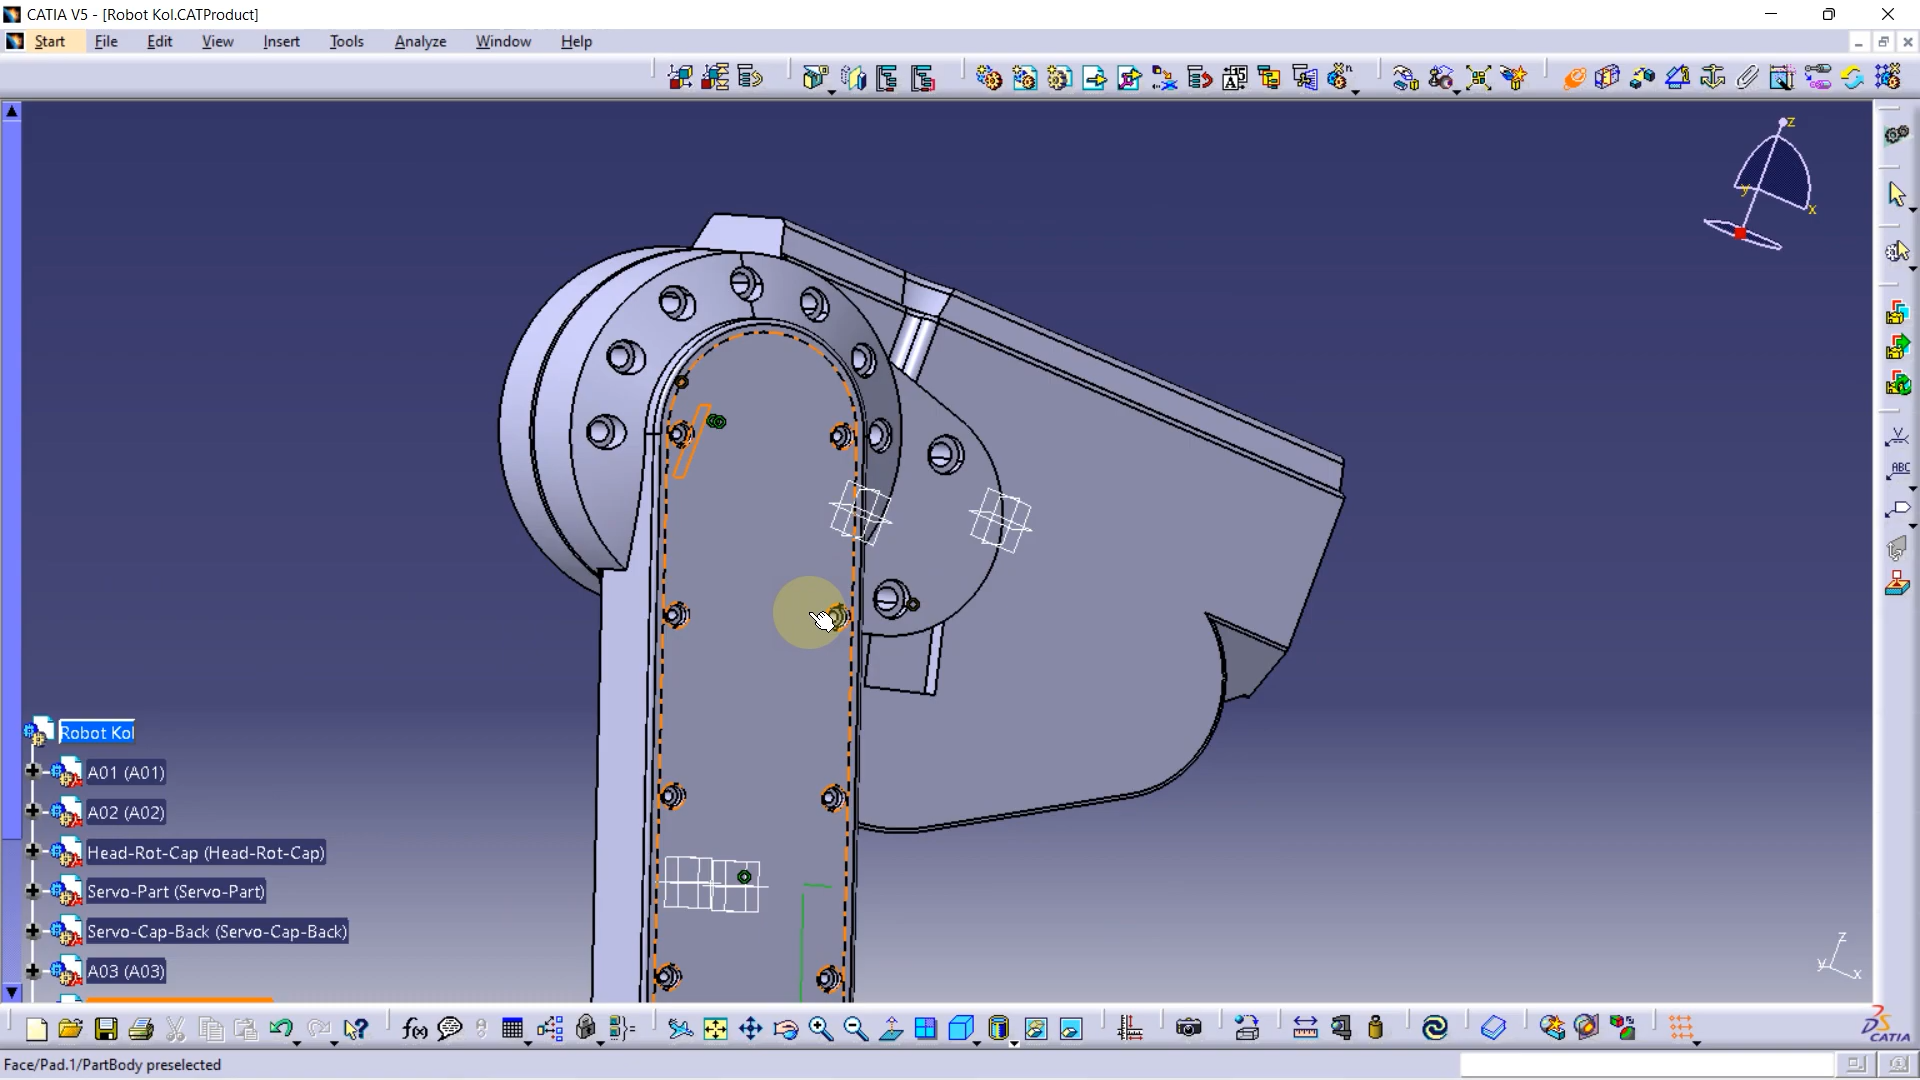 CATIA V5 - [Robot Kol.CATProduct]
Start File Edit View Insert Tools Analyze Window Help
z
y
x
ABC
Robot Kol
A01 (A01)
A02 (A02)
Head-Rot-Cap (Head-Rot-Cap)
Servo-Part (Servo-Part)
Servo-Cap-Back (Servo-Cap-Back)
A03 (A03)
z
y
x
f(x)
CATIA
Face/Pad.1/PartBody preselected